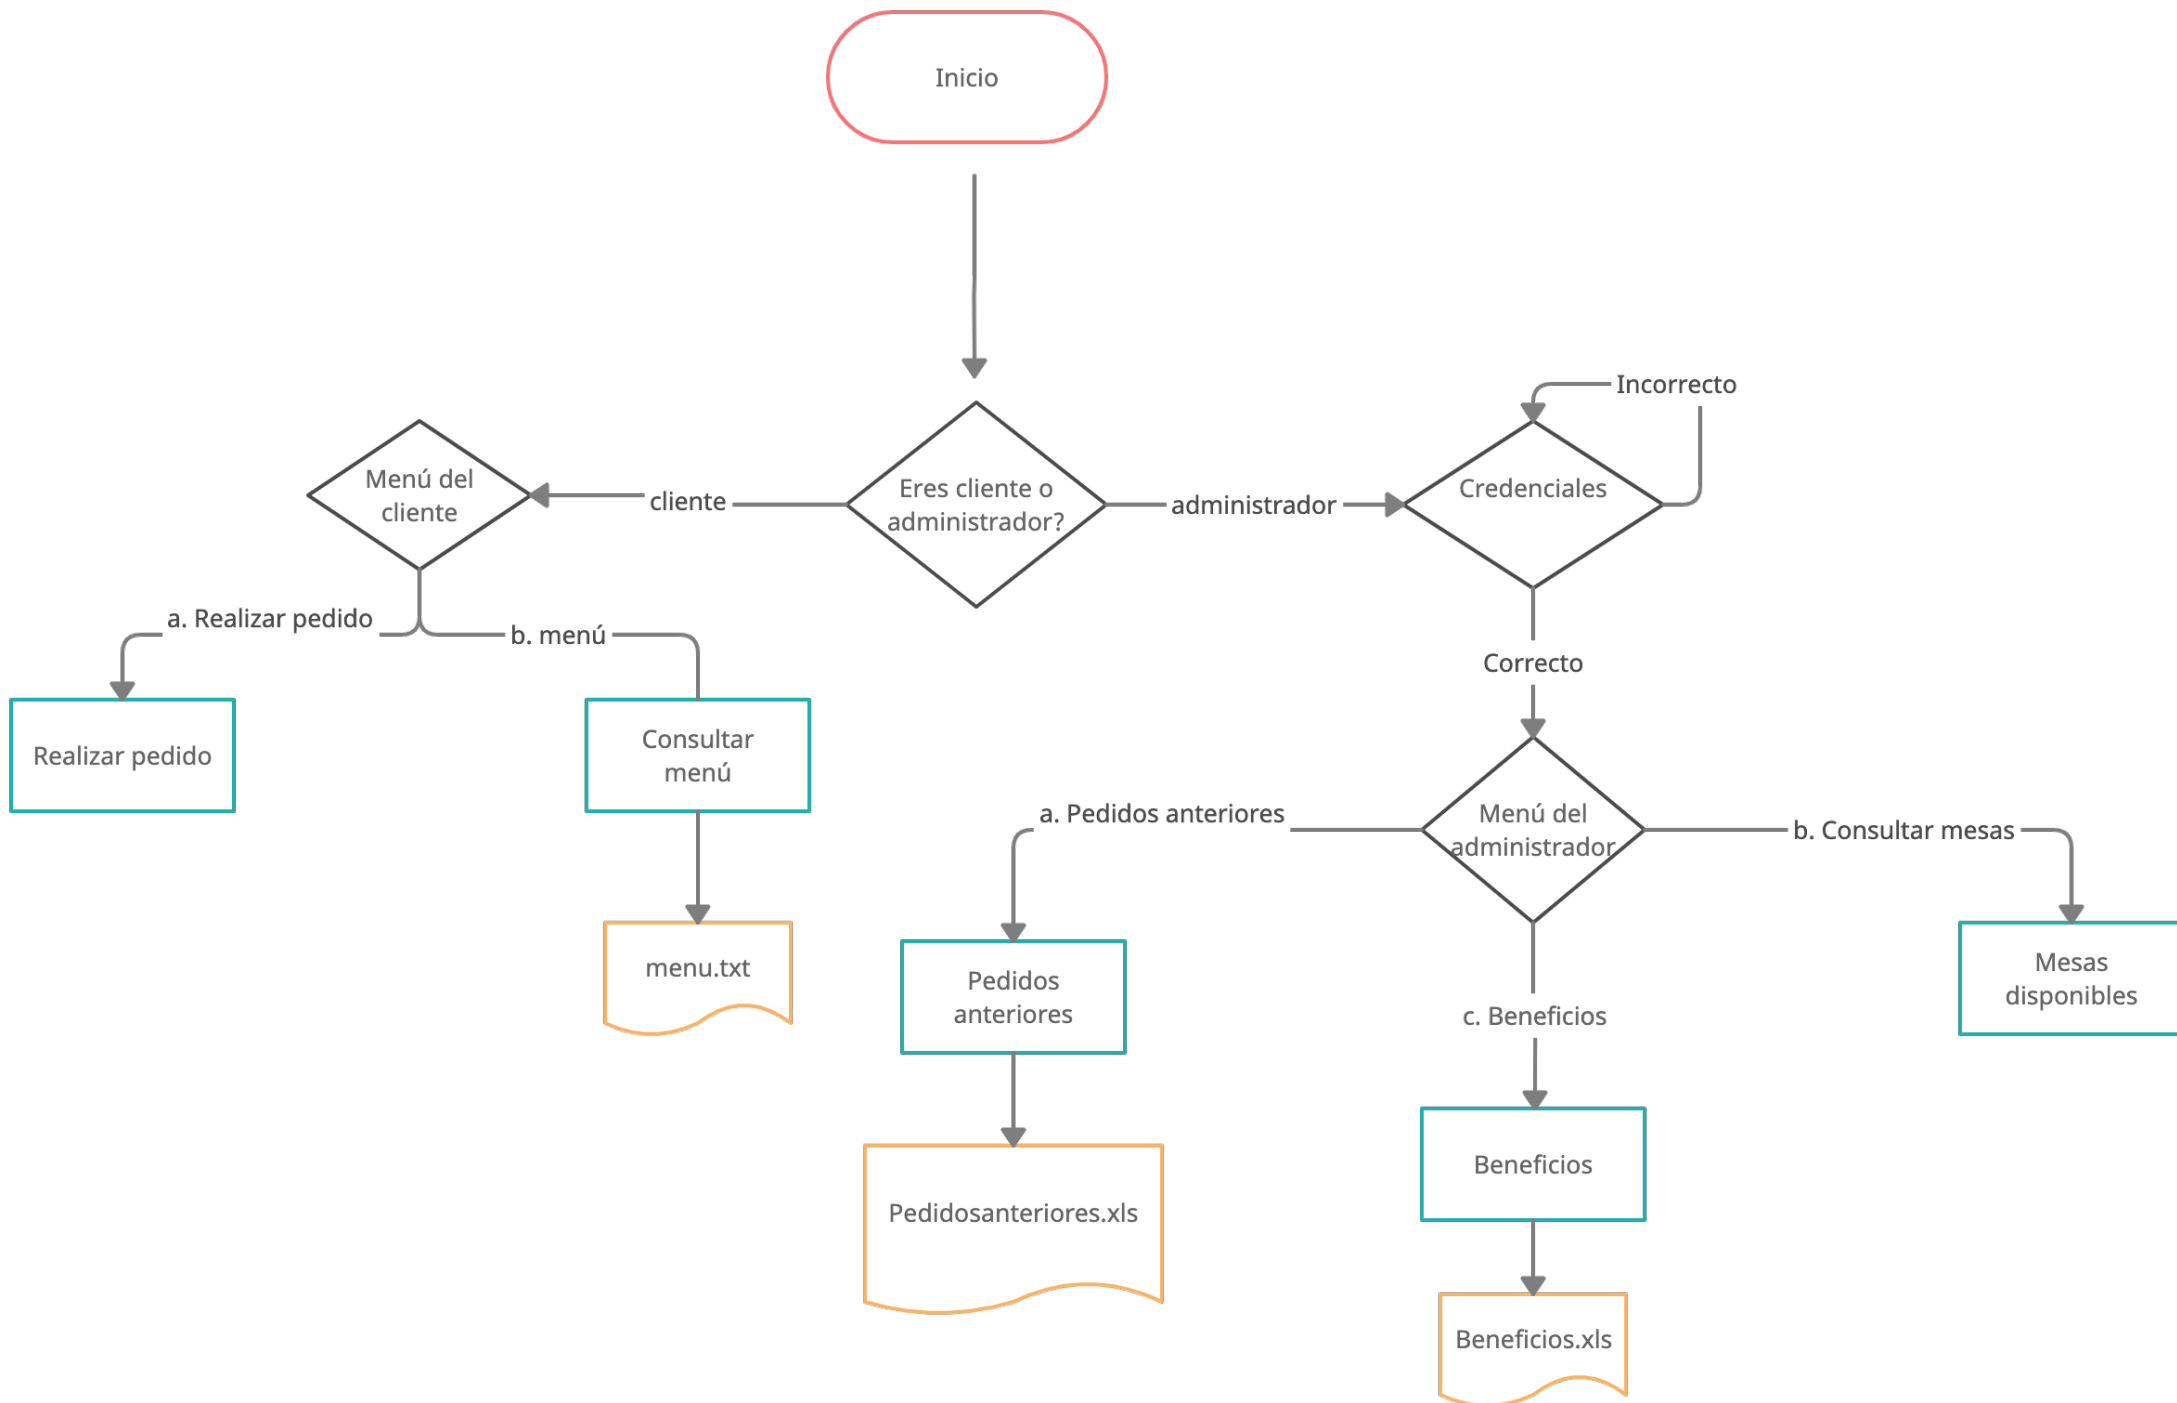 Inicio
Incorrecto
Menú del
cliente
cliente
Eres cliente o
administrador?
administrador
Credenciales
a. Realizar pedido
b. menú
Correcto
Realizar pedido
Consultar
menú
a. Pedidos anteriores
Menú del
administrador
b. Consultar mesas
menu.txt
Pedidos
anteriores
c. Beneficios
Mesas
disponibles
Beneficios
Pedidosanteriores.xls
Beneficios.xls